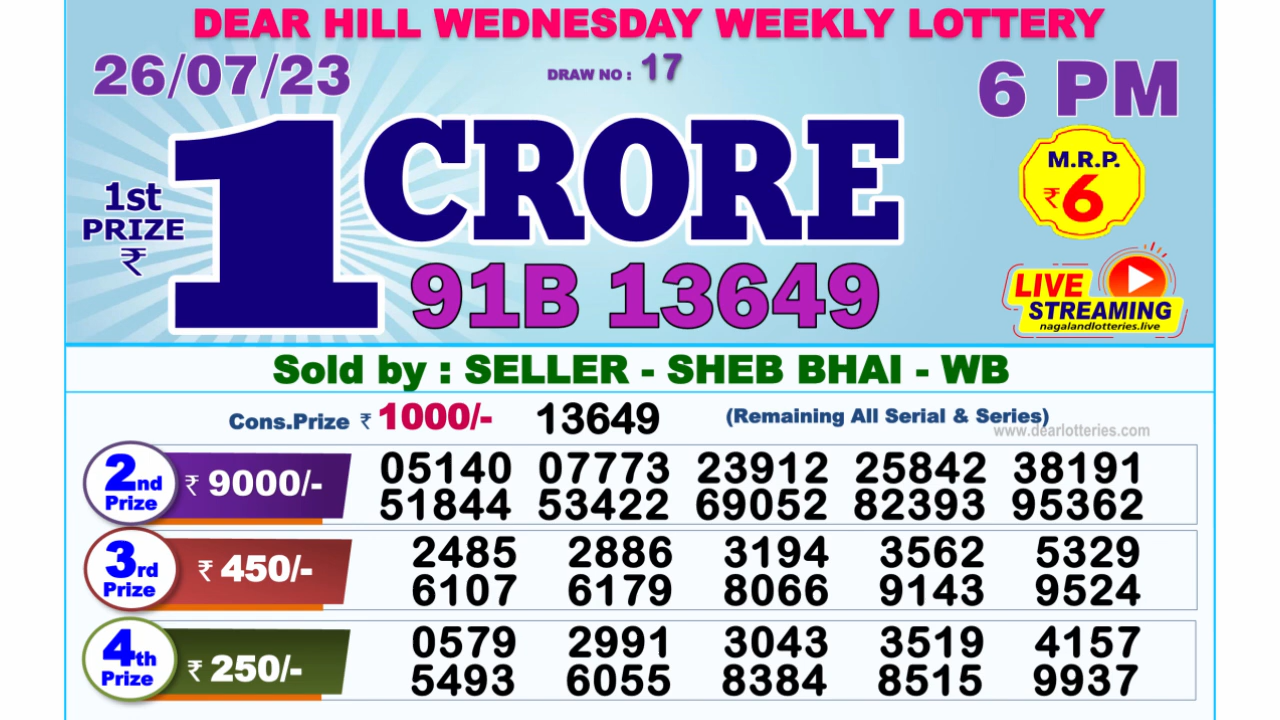 DEAR HILL WEDNESDAY WEEKLY LOTTERY
26/07/23 DRAW NO : 17 6 PM
1st PRIZE ₹ 1 CRORE
M.R.P. ₹6
91B 13649
LIVE STREAMING
nagalandlotteries.live
Sold by : SELLER - SHEB BHAI - WB
Cons.Prize ₹ 1000/- 13649 (Remaining All Serial & Series)
www.dearlotteries.com
2nd Prize ₹ 9000/-
05140 07773 23912 25842 38191
51844 53422 69052 82393 95362
3rd Prize ₹ 450/-
2485 2886 3194 3562 5329
6107 6179 8066 9143 9524
4th Prize ₹ 250/-
0579 2991 3043 3519 4157
5493 6055 8384 8515 9937